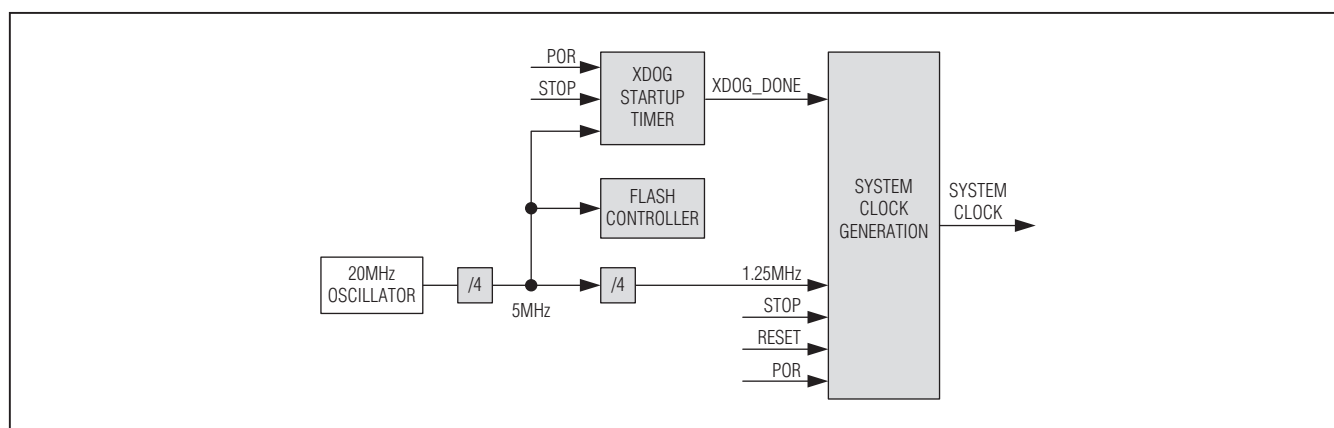 POR
STOP
XDOG
STARTUP
TIMER
XDOG_DONE
FLASH
CONTROLLER
SYSTEM
CLOCK
GENERATION
SYSTEM
CLOCK
20MHz
OSCILLATOR
/4
5MHz
/4
1.25MHz
STOP
RESET
POR